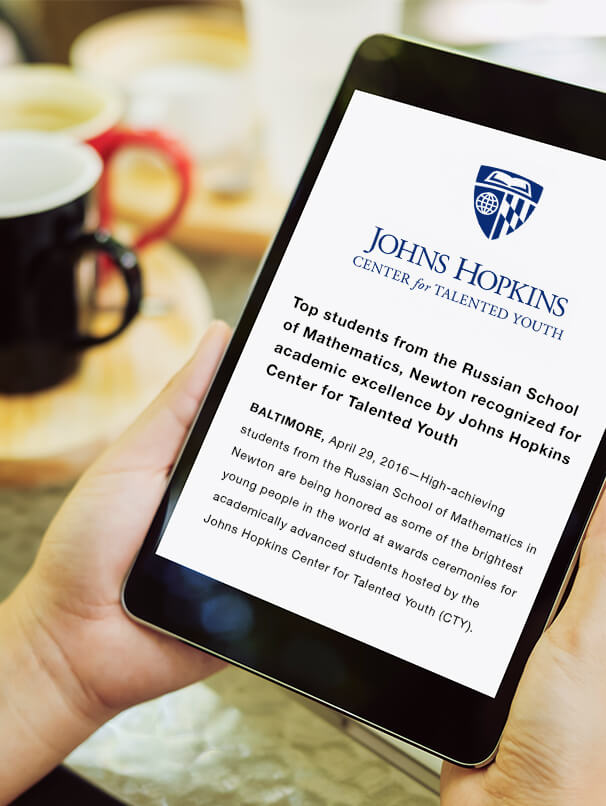 JOHNS HOPKINS
CENTER for TALENTED YOUTH
Top students from the Russian School
of Mathematics, Newton recognized for
academic excellence by Johns Hopkins
Center for Talented Youth
BALTIMORE, April 29, 2016—High-achieving
students from the Russian School of Mathematics in
Newton are being honored as some of the brightest
young people in the world at awards ceremonies for
academically advanced students hosted by the
Johns Hopkins Center for Talented Youth (CTY).